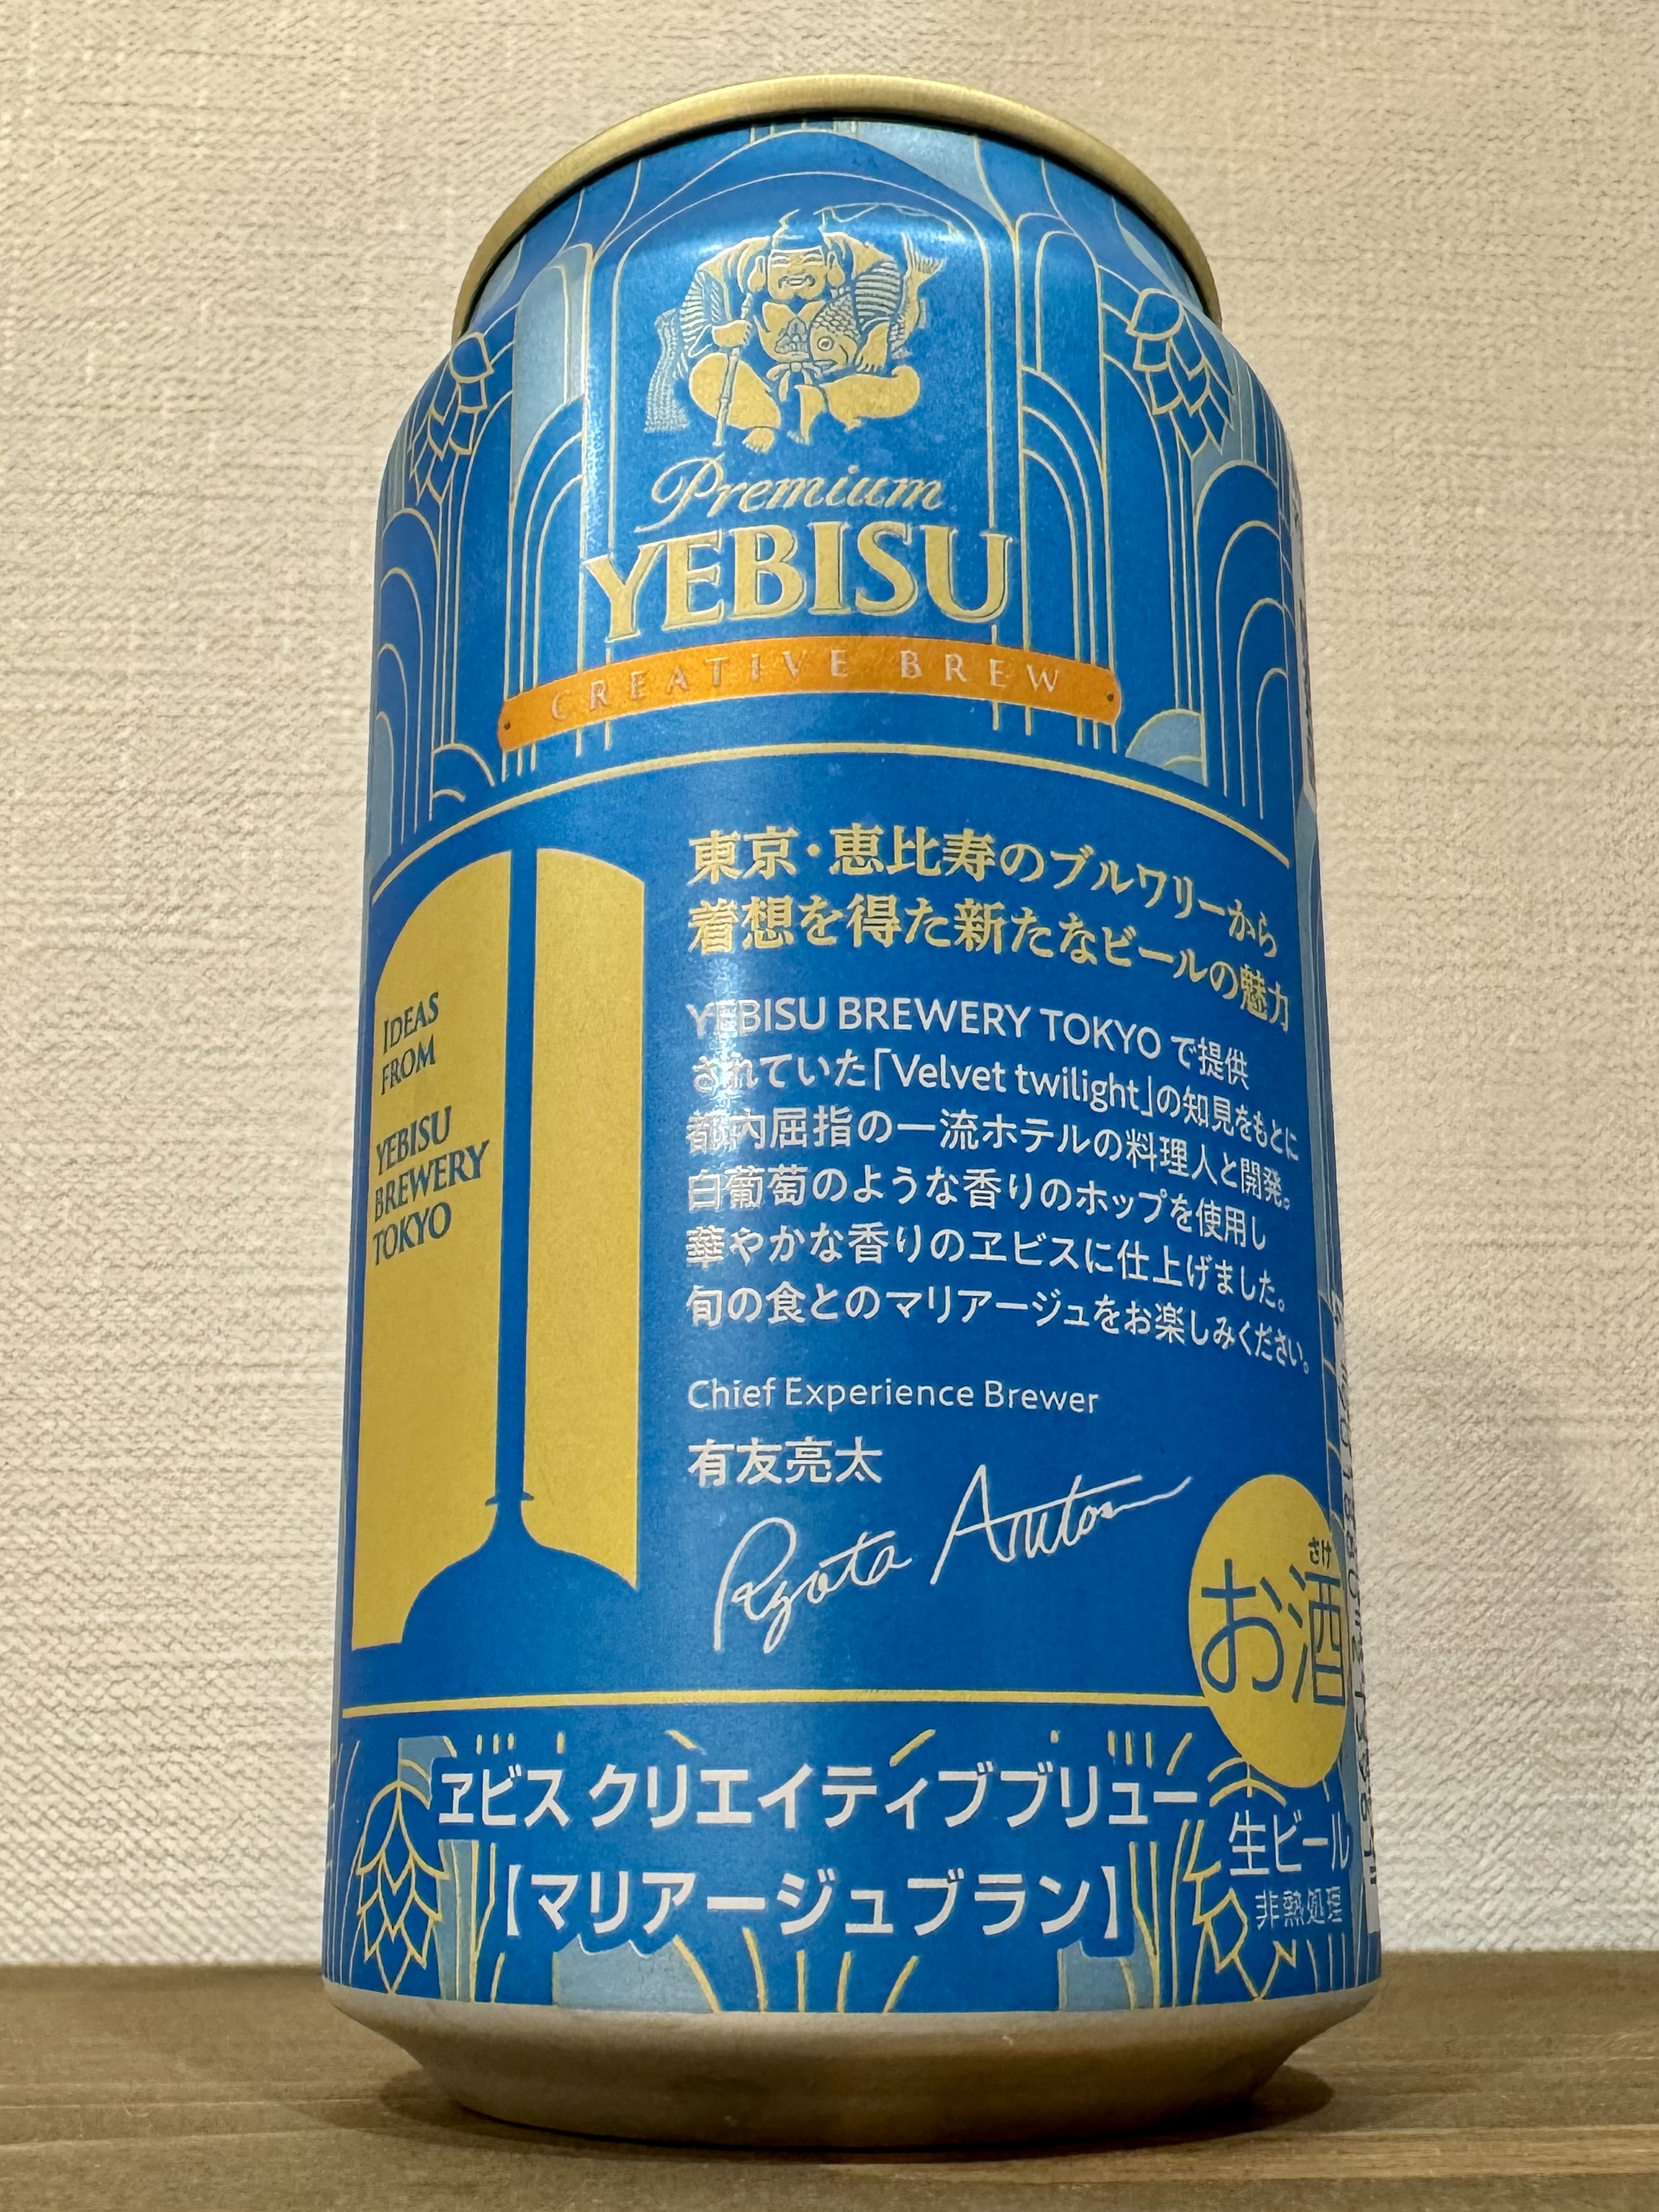 Premium
YEBISU
CREATIVE BREW
IDEAS
FROM
YEBISU
BREWERY
TOKYO
東京・恵比寿のブルワリーから
着想を得た新たなビールの魅力
YEBISU BREWERY TOKYO で提供
されていた「Velvet twilight」の知見をもとに
都内屈指の一流ホテルの料理人と開発。
白葡萄のような香りのホップを使用し
華やかな香りのヱビスに仕上げました。
旬の食とのマリアージュをお楽しみください。
Chief Experience Brewer
有友亮太
Ryota Aritomo
さけ
お酒
ヱビス クリエイティブブリュー
【マリアージュブラン】
生ビール
非熱処理